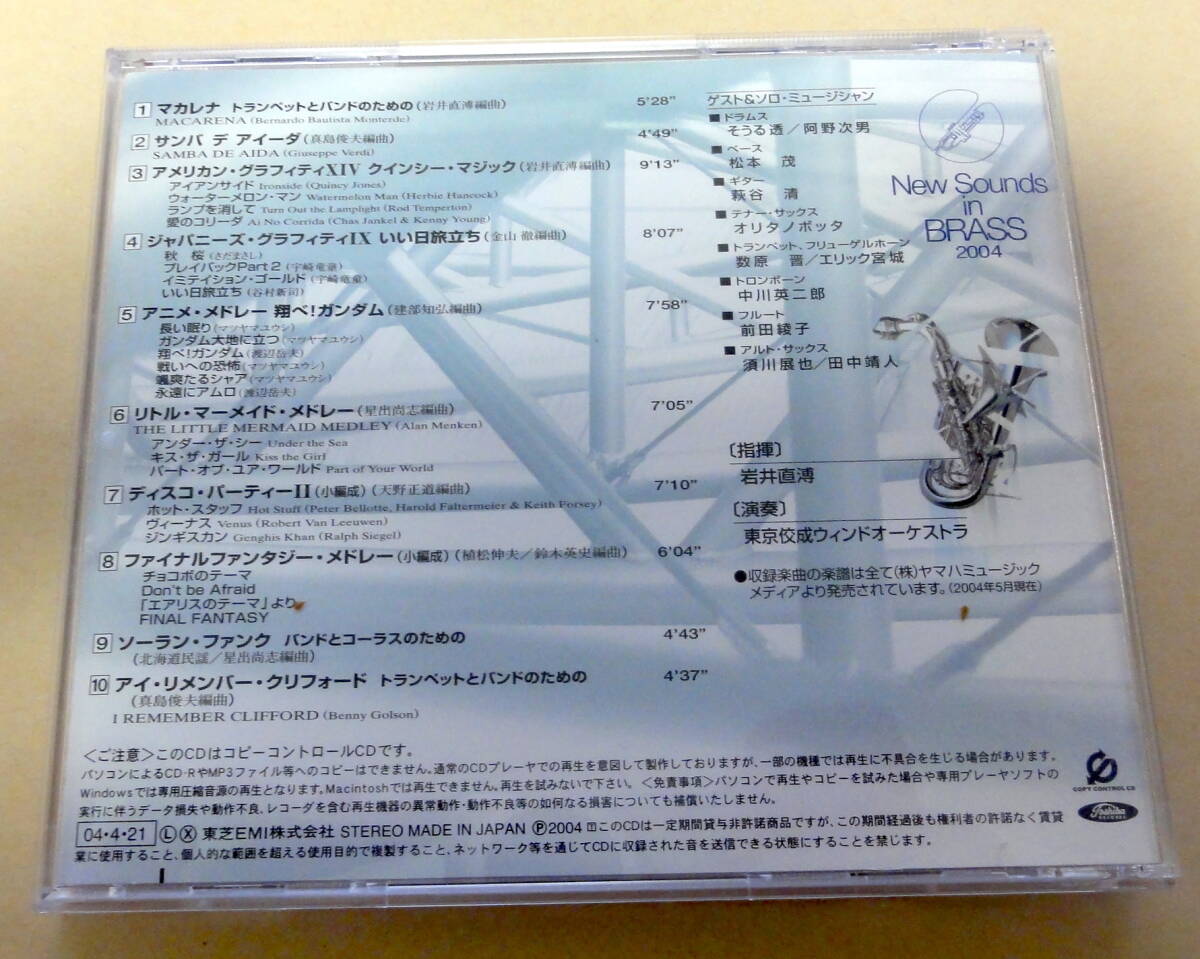 1 マカレナ トランペットとバンドのための(岩井直溥編曲) 5'28"
MACARENA (Bernardo Bautista Monterde)
2 サンバ デ アイーダ(真島俊夫編曲) 4'49"
SAMBA DE AIDA (Giuseppe Verdi)
3 アメリカン・グラフィティXIV クインシー・マジック(岩井直溥編曲) 9'13"
アイアンサイド Ironside (Quincy Jones)
ウォーターメロン・マン Watermelon Man (Herbie Hancock)
ランプを消して Turn Out the Lamplight (Rod Temperton)
愛のコリーダ Ai No Corrida (Chas Jankel & Kenny Young)
4 ジャパニーズ・グラフィティIX いい日旅立ち(金山 徹編曲) 8'07"
秋 桜(さだまさし)
プレイバックPart 2(宇崎竜童)
イミテイション・ゴールド(宇崎竜童)
いい日旅立ち(谷村新司)
5 アニメ・メドレー 翔べ!ガンダム(建部知弘編曲) 7'58"
長い眠り(マツヤマユウシ)
ガンダム大地に立つ(マツヤマユウシ)
翔べ!ガンダム(渡辺岳夫)
戦いへの恐怖(マツヤマユウシ)
颯爽たるシャア(マツヤマユウシ)
永遠にアムロ(渡辺岳夫)
6 リトル・マーメイド・メドレー(星出尚志編曲) 7'05"
THE LITTLE MERMAID MEDLEY (Alan Menken)
アンダー・ザ・シー Under the Sea
キス・ザ・ガール Kiss the Girl
パート・オブ・ユア・ワールド Part of Your World
7 ディスコ・パーティーII(小編成)(天野正道編曲) 7'10"
ホット・スタッフ Hot Stuff (Peter Bellotte, Harold Faltermeier & Keith Forsey)
ヴィーナス Venus (Robert Van Leeuwen)
ジンギスカン Genghis Khan (Ralph Siegel)
8 ファイナルファンタジー・メドレー(小編成)(植松伸夫/鈴木英史編曲) 6'04"
チョコボのテーマ
Don't be Afraid
「エアリスのテーマ」より
FINAL FANTASY
9 ソーラン・ファンク バンドとコーラスのための 4'43"
(北海道民謡/星出尚志編曲)
10 アイ・リメンバー・クリフォード トランペットとバンドのための 4'37"
(真島俊夫編曲)
I REMEMBER CLIFFORD (Benny Golson)
ゲスト&ソロ・ミュージシャン
■ドラムス
そうる透/阿野次男
■ベース
松本 茂
■ギター
萩谷 清
■テナー・サックス
オリタノボッタ
■トランペット、フリューゲルホーン
数原 晋/エリック宮城
■トロンボーン
中川英二郎
■フルート
前田綾子
■アルト・サックス
須川展也/田中靖人
〔指揮〕
岩井直溥
〔演奏〕
東京佼成ウィンドオーケストラ
●収録楽曲の楽譜は全て(株)ヤマハミュージック
メディアより発売されています。(2004年5月現在)
New Sounds
in
BRASS
2004
<ご注意>このCDはコピーコントロールCDです。
パソコンによるCD-RやMP3ファイル等へのコピーはできません。通常のCDプレーヤでの再生を意図して製作しておりますが、一部の機種では再生に不具合を生じる場合があります。
Windowsでは専用圧縮音源の再生となります。Macintoshでは再生できません。再生を試みないで下さい。<免責事項>パソコンで再生やコピーを試みた場合や専用プレーヤソフトの
実行に伴うデータ損失や動作不良、レコーダを含む再生機器の異常動作・動作不良等の如何なる損害についても補償いたしません。
04・4・21 Ⓛ Ⓧ 東芝EMI株式会社 STEREO MADE IN JAPAN Ⓟ2004 このCDは一定期間貸与非許諾商品ですが、この期間経過後も権利者の許諾なく賃貸
業に使用すること、個人的な範囲を超える使用目的で複製すること、ネットワーク等を通じてCDに収録された音を送信できる状態にすることを禁じます。
COPY CONTROL CD